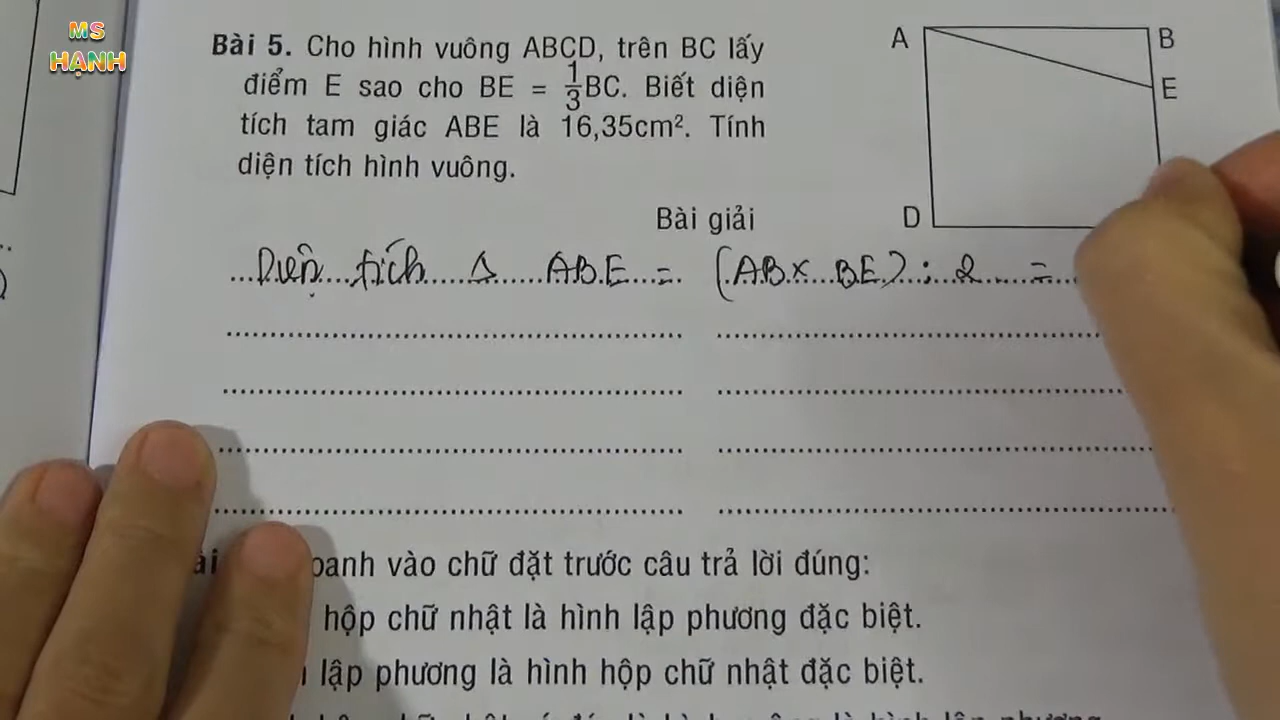 MS
HẠNH
Bài 5. Cho hình vuông ABCD, trên BC lấy
điểm E sao cho BE = 1/3 BC. Biết diện
tích tam giác ABE là 16,35cm². Tính
diện tích hình vuông.
A
B
E
D
Bài giải
Diện tích Δ ABE = (AB x BE) : 2 =
oanh vào chữ đặt trước câu trả lời đúng:
hộp chữ nhật là hình lập phương đặc biệt.
lập phương là hình hộp chữ nhật đặc biệt.